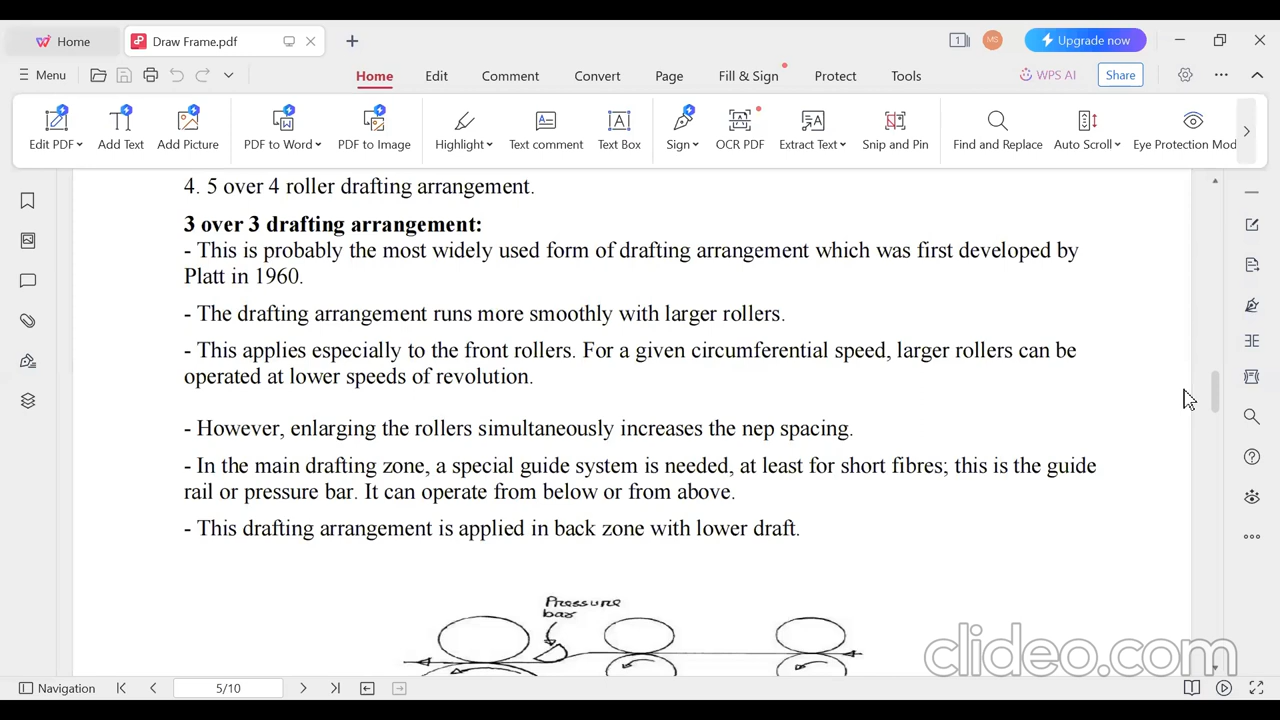 Home
Draw Frame.pdf
1
MS
Upgrade now
Menu
Home
Edit
Comment
Convert
Page
Fill & Sign
Protect
Tools
WPS AI
Share
Edit PDF
Add Text
Add Picture
PDF to Word
PDF to Image
Highlight
Text comment
Text Box
Sign
OCR PDF
Extract Text
Snip and Pin
Find and Replace
Auto Scroll
Eye Protection Mod
4. 5 over 4 roller drafting arrangement.
3 over 3 drafting arrangement:
- This is probably the most widely used form of drafting arrangement which was first developed by
Platt in 1960.
- The drafting arrangement runs more smoothly with larger rollers.
- This applies especially to the front rollers. For a given circumferential speed, larger rollers can be
operated at lower speeds of revolution.
- However, enlarging the rollers simultaneously increases the nep spacing.
- In the main drafting zone, a special guide system is needed, at least for short fibres; this is the guide
rail or pressure bar. It can operate from below or from above.
- This drafting arrangement is applied in back zone with lower draft.
Pressure
bar
clideo.com
Navigation
5/10